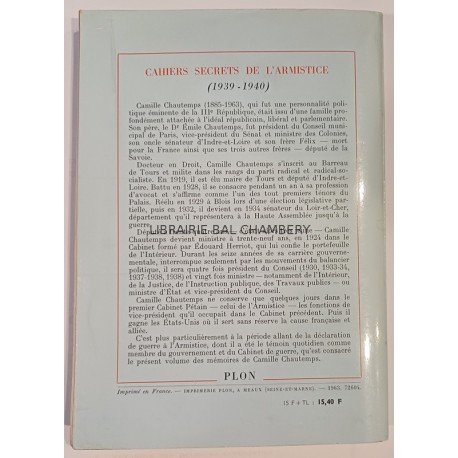 CAHIERS SECRETS DE L'ARMISTICE
(1939-1940)
Camille Chautemps (1885-1963), qui fut une personnalité poli-
tique éminente de la IIIe République, était issu d'une famille pro-
fondément attachée à l'idéal républicain, libéral et parlementaire.
Son père, le Dr Émile Chautemps, fut président du Conseil muni-
cipal de Paris, vice-président du Sénat et ministre des Colonies,
son oncle sénateur d'Indre-et-Loire et son frère Félix — mort
pour la France ainsi que ses trois autres frères — député de la
Savoie.
Docteur en Droit, Camille Chautemps s'inscrit au Barreau
de Tours et milite dans les rangs du parti radical et radical-so-
cialiste. En 1919, il est élu maire de Tours et député d'Indre-et-
Loire. Battu en 1928, il se consacre pendant un an à sa profession
d'avocat et s'affirme comme l'un des tout premiers ténors du
Palais. Réélu en 1929 à Blois lors d'une élection législative par-
tielle, puis en 1932, il devient en 1934 sénateur du Loir-et-Cher,
département qu'il représentera à la Haute Assemblée jusqu'à la
guerre.
LIBRAIRIE BAL CHAMBERY
Camille
Chautemps devient ministre à trente-neuf ans, en 1924 dans le
Cabinet formé par Édouard Herriot, qui lui confie le portefeuille
de l'Intérieur. Durant les seize années de sa carrière gouverne-
mentale, interrompue seulement par les mouvements du balancier
politique, il sera quatre fois président du Conseil (1930, 1933-34,
1937-1938, 1938) et vingt fois ministre — notamment de l'Intérieur,
de la Justice, de l'Instruction publique, des Travaux publics — ou
ministre d'État et vice-président du Conseil.
Camille Chautemps ne conserve que quelques jours dans le
premier Cabinet Pétain — celui de l'Armistice — les fonctions de
vice-président qu'il occupait dans le Cabinet précédent. Puis il
gagne les États-Unis où il sert sans réserve la cause française et
alliée.
C'est plus particulièrement à la période allant de la déclaration
de guerre à l'Armistice, dont il a été le témoin quotidien comme
membre du gouvernement et du Cabinet de guerre, qu'est consacré
le présent volume des mémoires de Camille Chautemps.
PLON
Imprimé en France. — IMPRIMERIE PLON, A MEAUX (SEINE-ET-MARNE). — 1963. 72604.
15 F + TL : 15,40 F